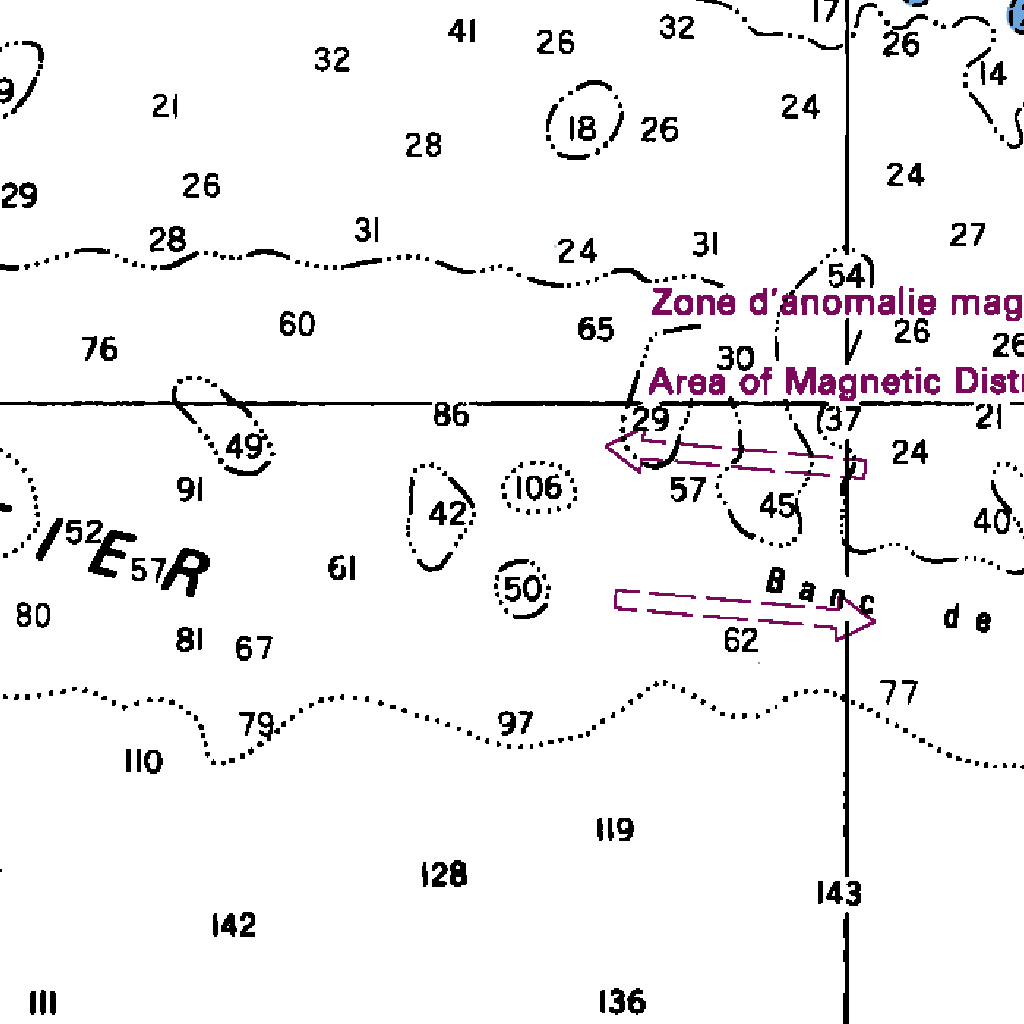 17
41 26 32 26
32
9 14
21 24
28 18 26
29 26 24
28 31 24 31 27
54
Zone d'anomalie mag
60 65 26
76 30 26
Area of Magnetic Distr
86 29 (37 21
49 24
91 106 57 45
42 40
52
I E R
57 61 50
Banc de
80 81 67 62
77
79 97
110
119
128
143
142
111 136